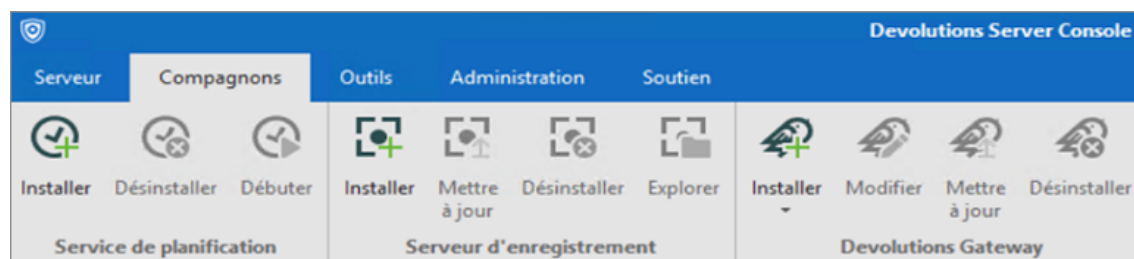 Devolutions Server Console
Serveur Compagnons Outils Administration Soutien
Installer Désinstaller Débuter Installer Mettre à jour Désinstaller Explorer Installer Modifier Mettre à jour Désinstaller
Service de planification Serveur d'enregistrement Devolutions Gateway